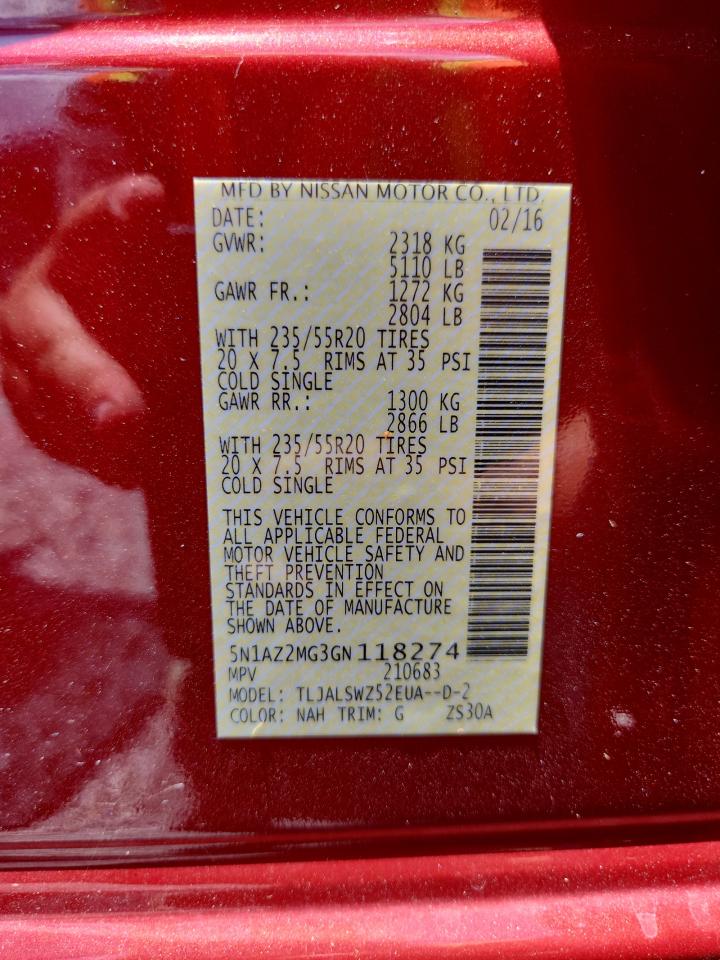 MFD BY NISSAN MOTOR CO., LTD.
DATE: 02/16
GVWR: 2318 KG
5110 LB
GAWR FR.: 1272 KG
2804 LB
WITH 235/55R20 TIRES
20 X 7.5 RIMS AT 35 PSI
COLD SINGLE
GAWR RR.: 1300 KG
2866 LB
WITH 235/55R20 TIRES
20 X 7.5 RIMS AT 35 PSI
COLD SINGLE
THIS VEHICLE CONFORMS TO
ALL APPLICABLE FEDERAL
MOTOR VEHICLE SAFETY AND
THEFT PREVENTION
STANDARDS IN EFFECT ON
THE DATE OF MANUFACTURE
SHOWN ABOVE.
5N1AZ2MG3GN 118274
MPV 210683
MODEL: TLJALSWZ52EUA--D-2
COLOR: NAH TRIM: G ZS30A